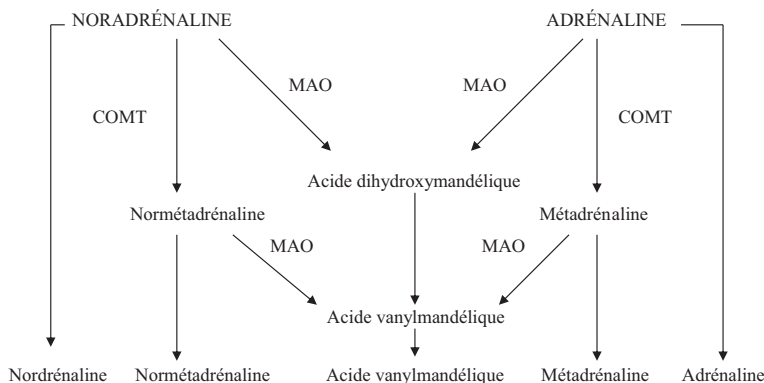 NORADRÉNALINE ADRÉNALINE
MAO MAO
COMT COMT
Acide dihydroxymandélique
Normétadrénaline Métadrénaline
MAO MAO
Acide vanylmandélique
Nordrénaline Normétadrénaline Acide vanylmandélique Métadrénaline Adrénaline